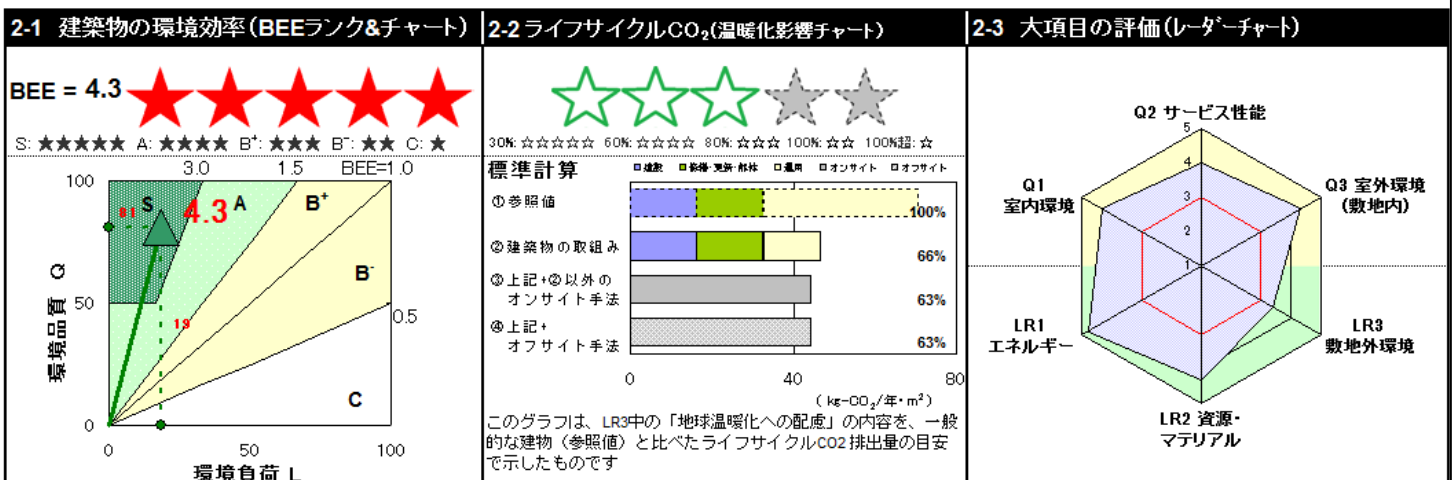 2-1 建築物の環境効率(BEEランク&チャート)
BEE = 4.3
S: ★★★★★ A: ★★★★ B⁺: ★★★ B⁻: ★★ C: ★
3.0 1.5 BEE=1.0
100
81
S
4.3
A
B⁺
B⁻
50
19
0.5
C
0
0 50 100
環境品質 Q
環境負荷 L
2-2 ライフサイクルCO₂(温暖化影響チャート)
30%: ☆☆☆☆☆ 60%: ☆☆☆☆ 80%: ☆☆☆ 100%: ☆☆ 100%超: ☆
標準計算
建設 修繕・更新・解体 運用 オンサイト オフサイト
①参照値
100%
②建築物の取組み
66%
③上記+②以外の
オンサイト手法
63%
④上記+
オフサイト手法
63%
0 40 80
( kg-CO₂/年・m²)
このグラフは、LR3中の「地球温暖化への配慮」の内容を、一般
的な建物(参照値)と比べたライフサイクルCO2 排出量の目安
で示したものです
2-3 大項目の評価(レーダーチャート)
Q2 サービス性能
5
4
3
2
1
Q1
室内環境
Q3 室外環境
(敷地内)
LR1
エネルギー
LR3
敷地外環境
LR2 資源・
マテリアル